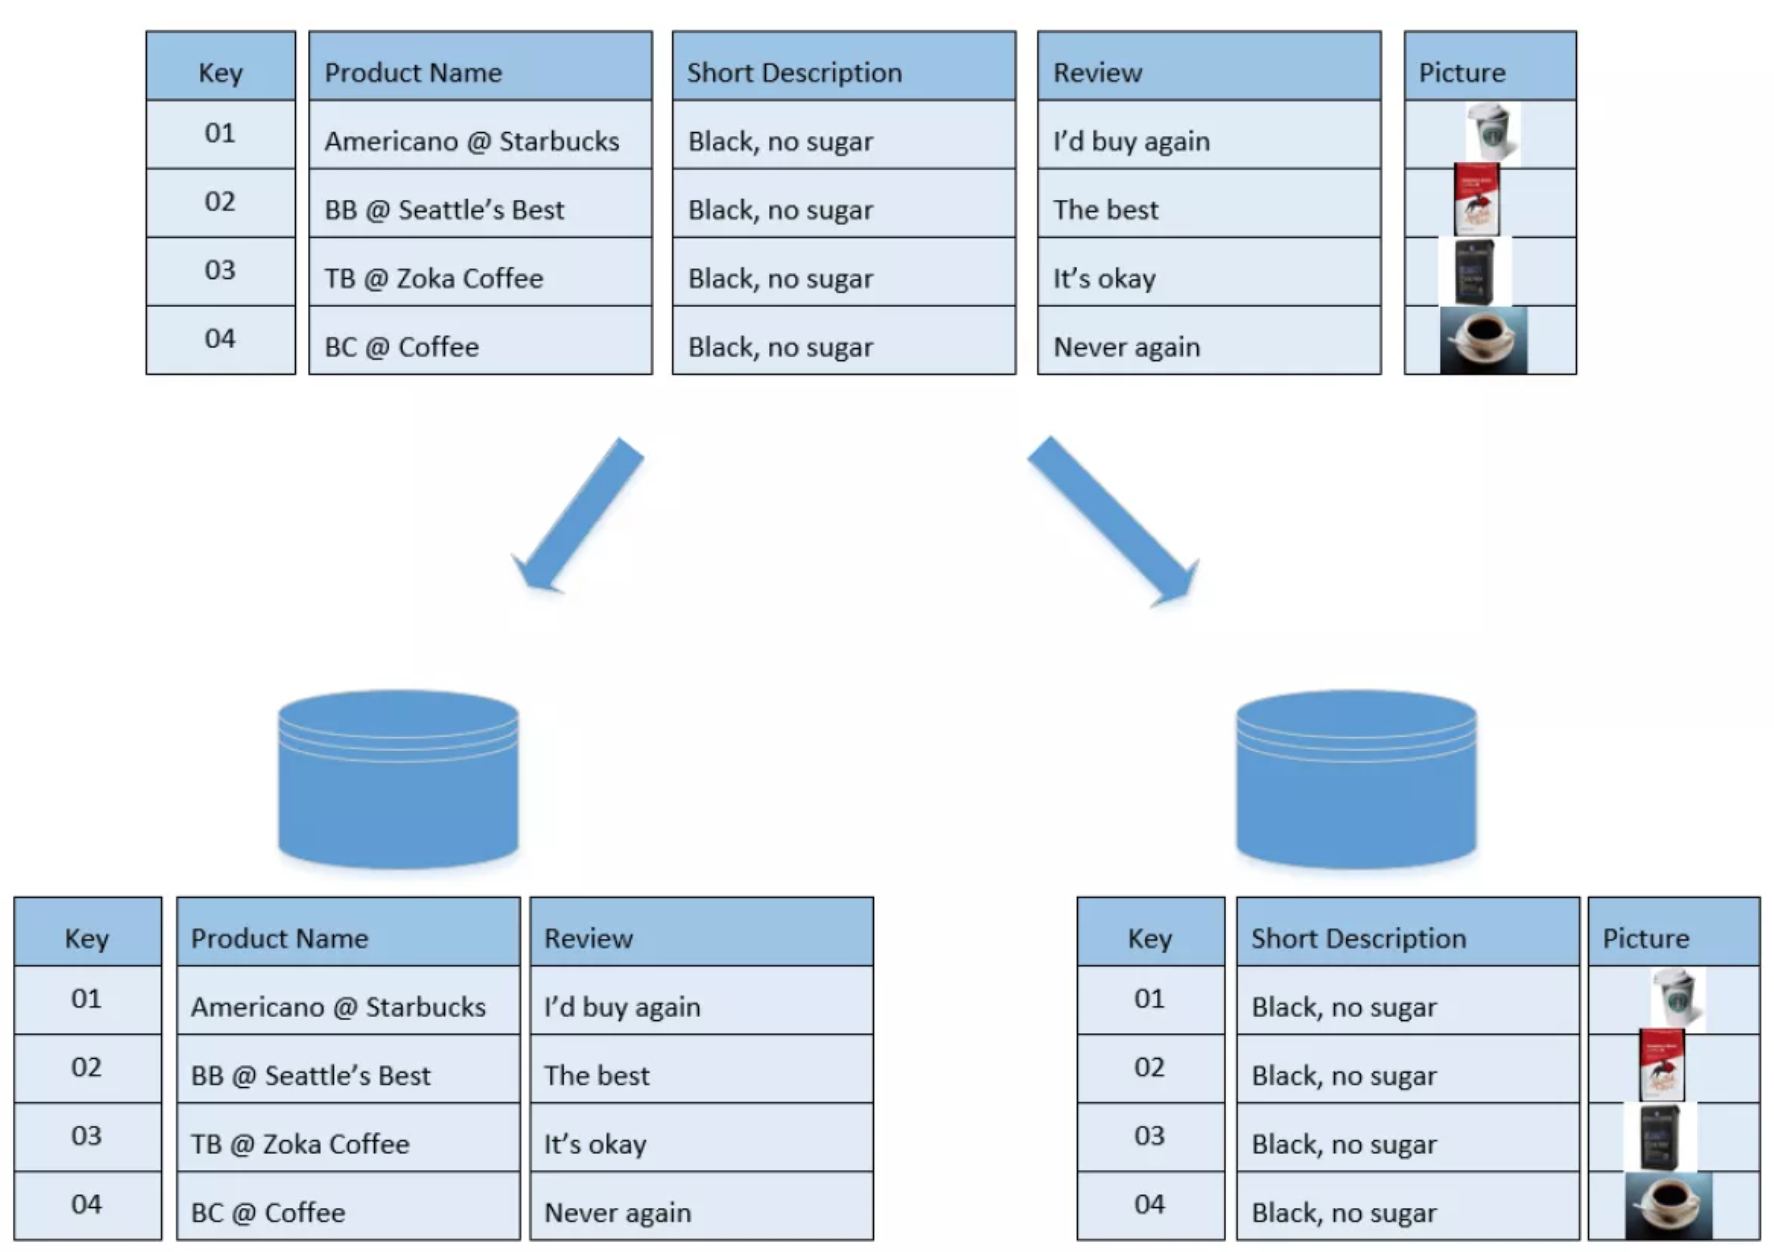 Key Product Name Short Description Review Picture
01 Americano @ Starbucks Black, no sugar I'd buy again
02 BB @ Seattle's Best Black, no sugar The best
03 TB @ Zoka Coffee Black, no sugar It's okay
04 BC @ Coffee Black, no sugar Never again
Key Product Name Review
01 Americano @ Starbucks I'd buy again
02 BB @ Seattle's Best The best
03 TB @ Zoka Coffee It's okay
04 BC @ Coffee Never again
Key Short Description Picture
01 Black, no sugar
02 Black, no sugar
03 Black, no sugar
04 Black, no sugar